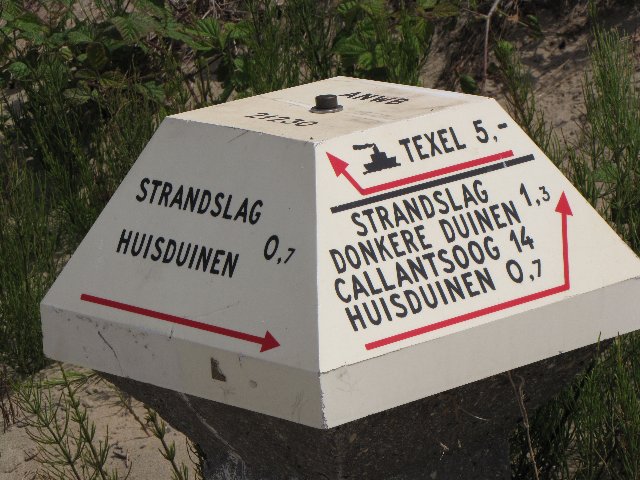 ANWB
21230
STRANDSLAG
HUISDUINEN 0,7
TEXEL 5,-
STRANDSLAG
DONKERE DUINEN 1,3
CALLANTSOOG 14
HUISDUINEN 0,7